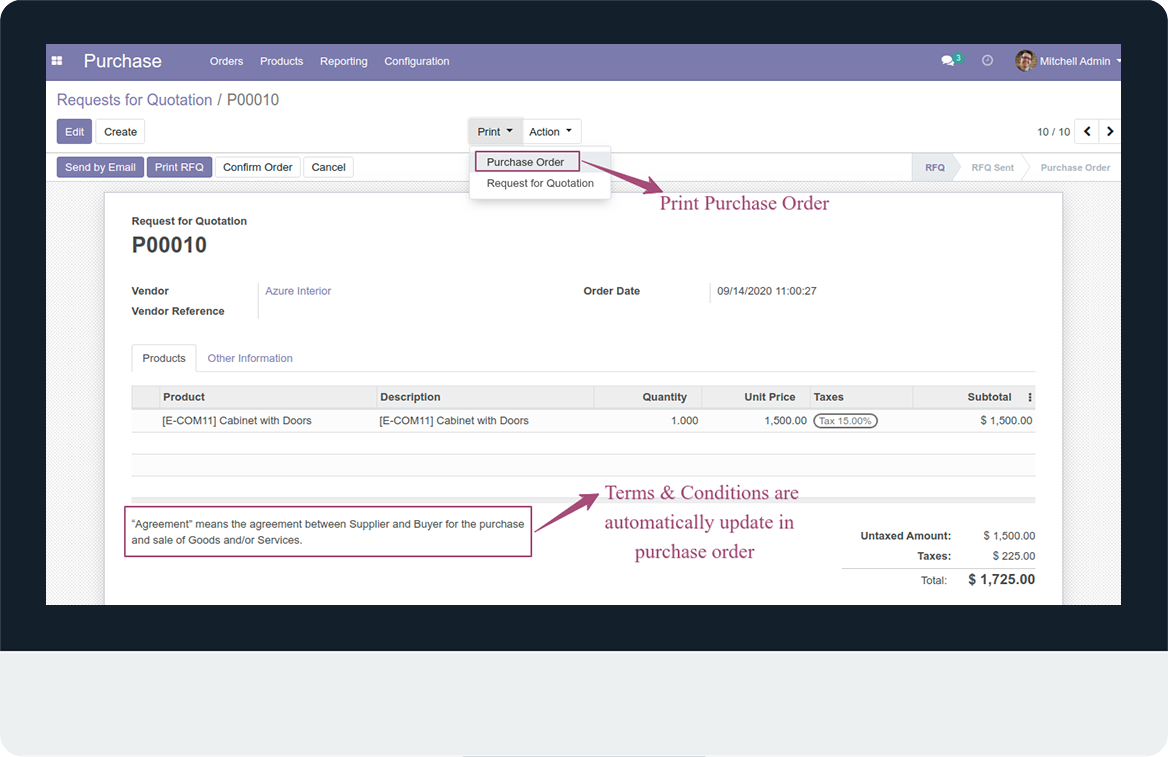 Purchase Orders Products Reporting Configuration 3 Mitchell Admin
Requests for Quotation / P00010
Edit Create Print Action 10 / 10
Send by Email Print RFQ Confirm Order Cancel Purchase Order RFQ RFQ Sent Purchase Order
Request for Quotation
Print Purchase Order
Request for Quotation
P00010
Vendor Azure Interior Order Date 09/14/2020 11:00:27
Vendor Reference
Products Other Information
Product Description Quantity Unit Price Taxes Subtotal
[E-COM11] Cabinet with Doors [E-COM11] Cabinet with Doors 1.000 1,500.00 Tax 15.00% $ 1,500.00
Terms & Conditions are
automatically update in
purchase order
“Agreement” means the agreement between Supplier and Buyer for the purchase
and sale of Goods and/or Services.
Untaxed Amount: $ 1,500.00
Taxes: $ 225.00
Total: $ 1,725.00